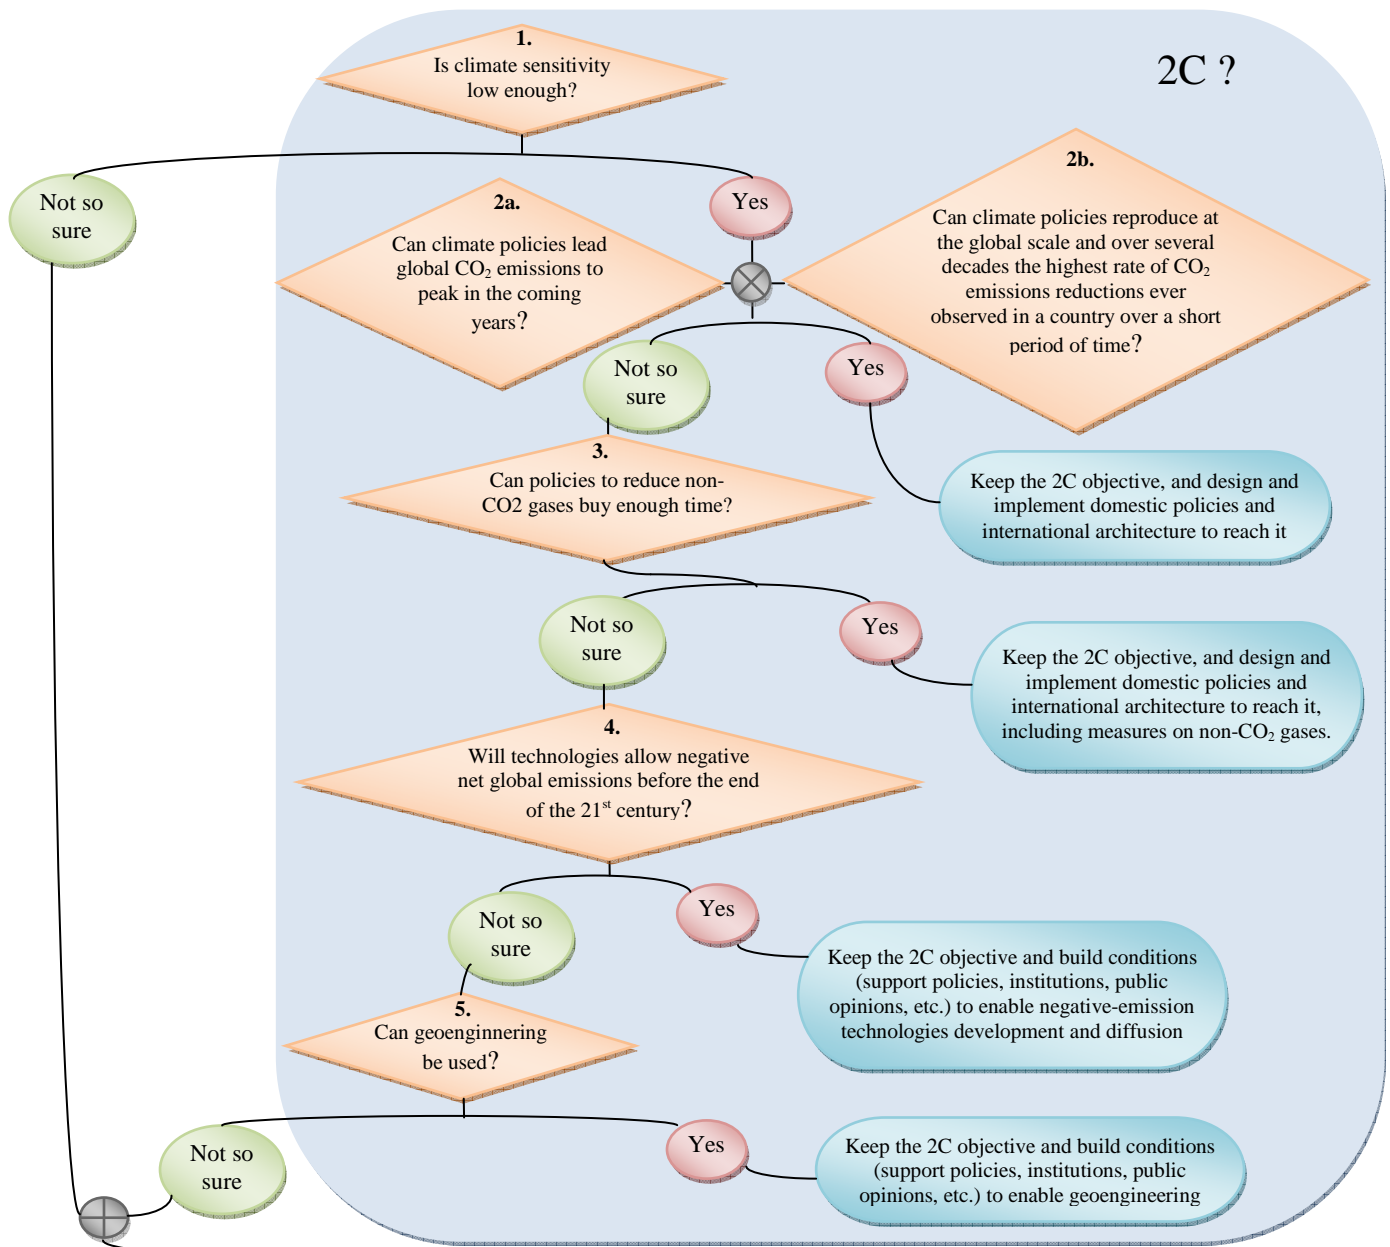 2C ?
1.
Is climate sensitivity
low enough?
Not so
sure
Yes
2a.
Can climate policies lead
global CO₂ emissions to
peak in the coming
years?
2b.
Can climate policies reproduce at
the global scale and over several
decades the highest rate of CO₂
emissions reductions ever
observed in a country over a short
period of time?
Not so
sure
Yes
Keep the 2C objective, and design and
implement domestic policies and
international architecture to reach it
3.
Can policies to reduce non-
CO2 gases buy enough time?
Not so
sure
Yes
Keep the 2C objective, and design and
implement domestic policies and
international architecture to reach it,
including measures on non-CO₂ gases.
4.
Will technologies allow negative
net global emissions before the end
of the 21st century?
Not so
sure
Yes
Keep the 2C objective and build conditions
(support policies, institutions, public
opinions, etc.) to enable negative-emission
technologies development and diffusion
5.
Can geoenginnering
be used?
Not so
sure
Yes
Keep the 2C objective and build conditions
(support policies, institutions, public
opinions, etc.) to enable geoengineering